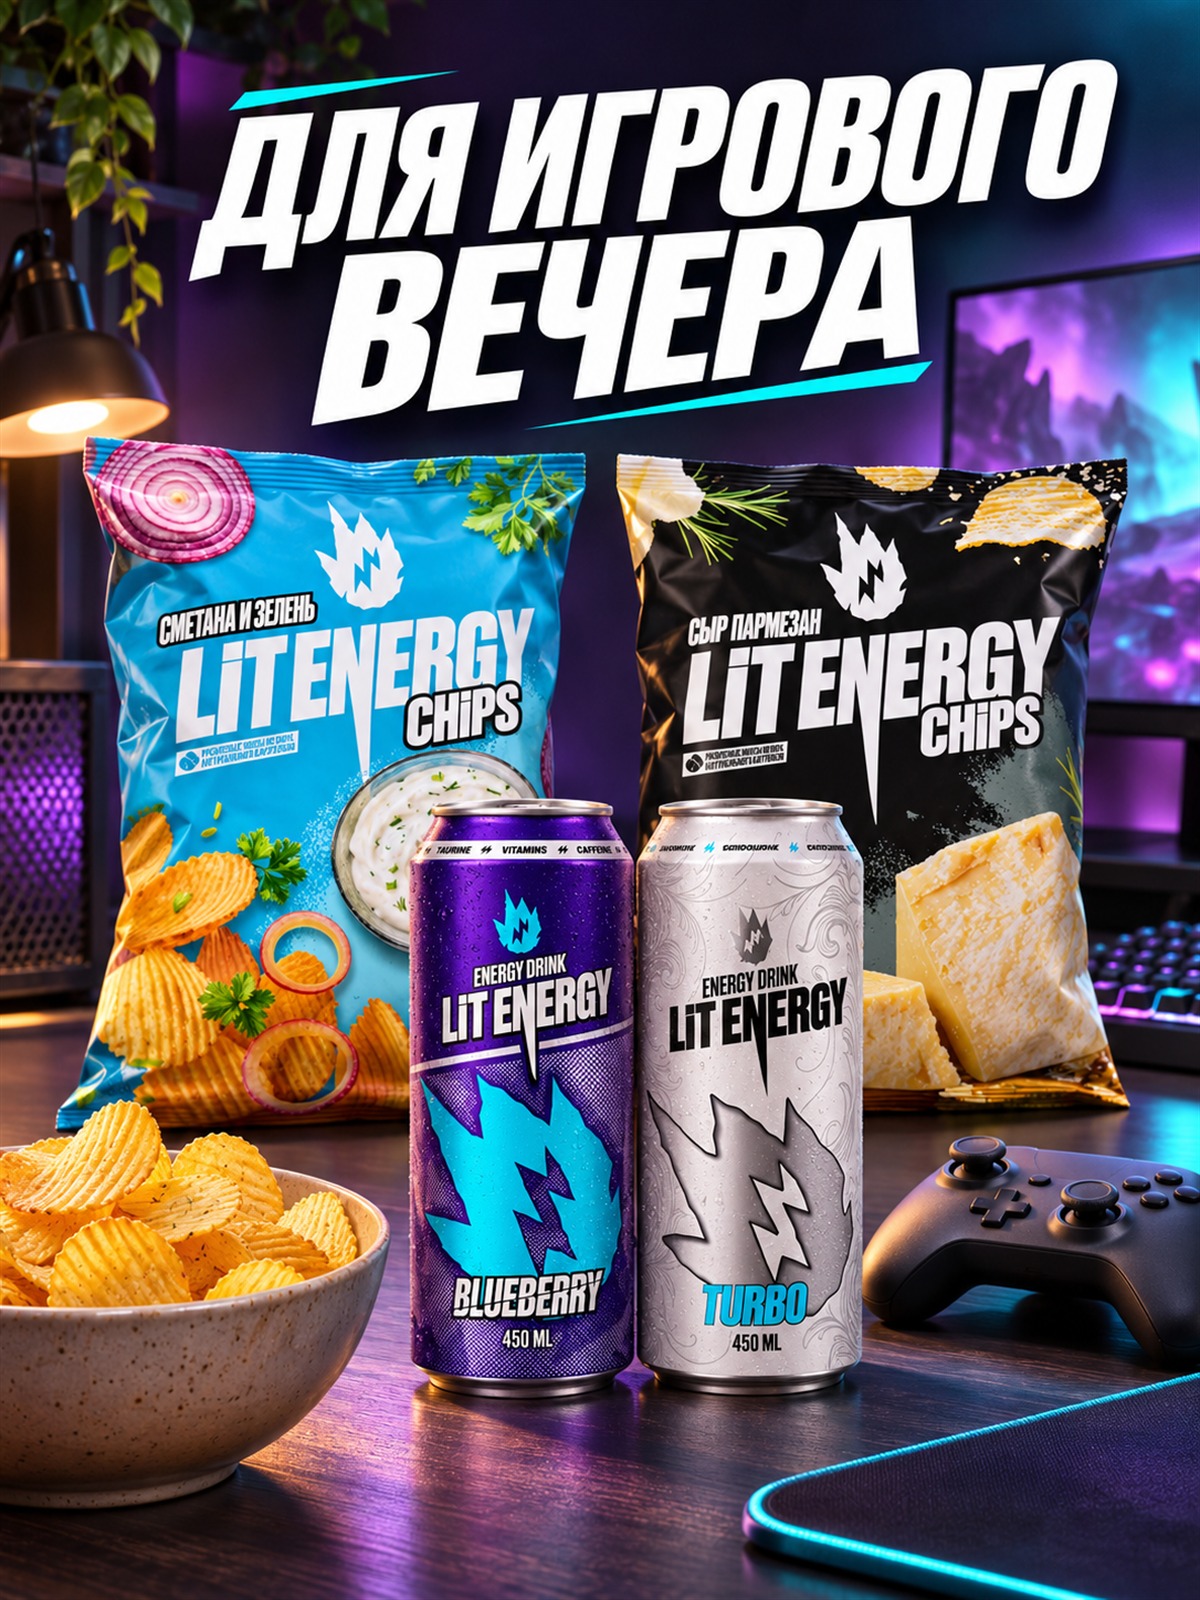 ДЛЯ ИГРОВОГО
ВЕЧЕРА
СМЕТАНА И ЗЕЛЕНЬ
LiT ENERGY
CHiPS
СЫР ПАРМЕЗАН
LiT ENERGY
CHiPS
TAURINE VITAMINS CAFFEINE
ENERGY DRINK
LiT ENERGY
BLUEBERRY
450 ML
ENERGY DRINK
LiT ENERGY
TURBO
450 ML